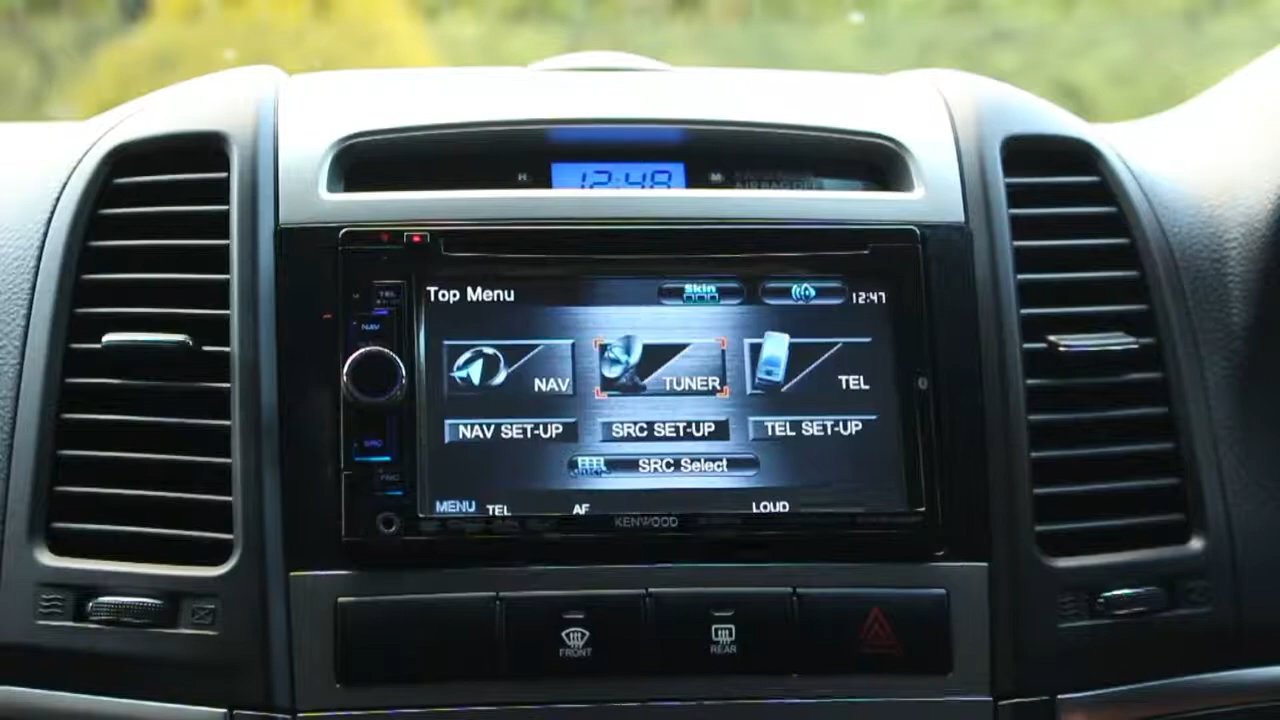 H 12:48 M
Top Menu Skin 12:47
TEL
NAV
NAV TUNER TEL
NAV SET-UP SRC SET-UP TEL SET-UP
SRC
SRC Select
FNC
MENU TEL AF LOUD
KENWOOD
FRONT REAR